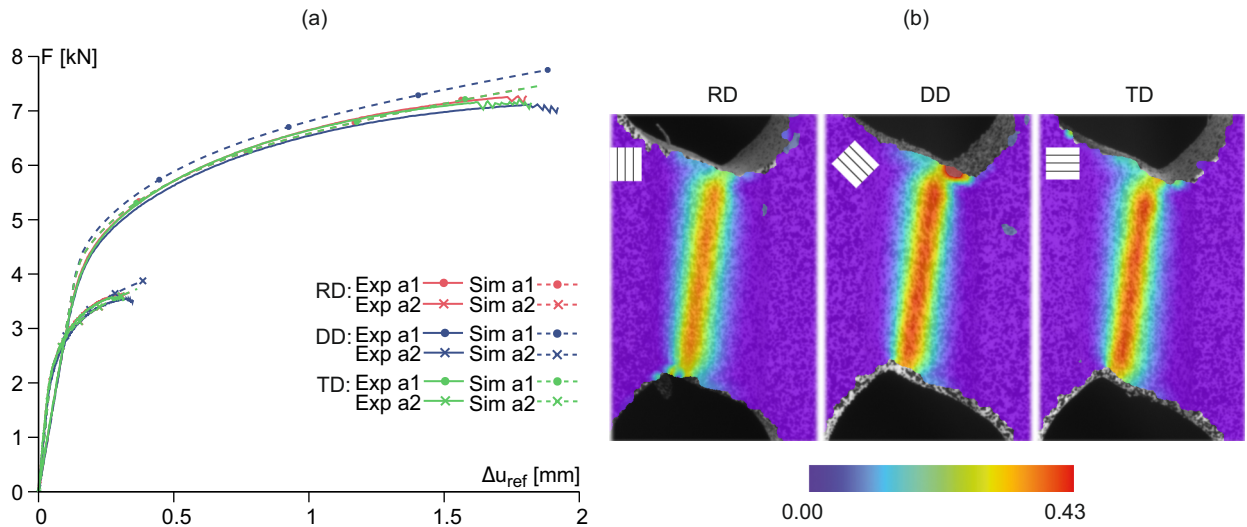 (a)
(b)
F [kN]
8
7
6
5
4
3
2
1
0
0
0.5
1
1.5
2
Δu_ref [mm]
RD: Exp a1 Sim a1
Exp a2 Sim a2
DD: Exp a1 Sim a1
Exp a2 Sim a2
TD: Exp a1 Sim a1
Exp a2 Sim a2
RD DD TD
0.00 0.43